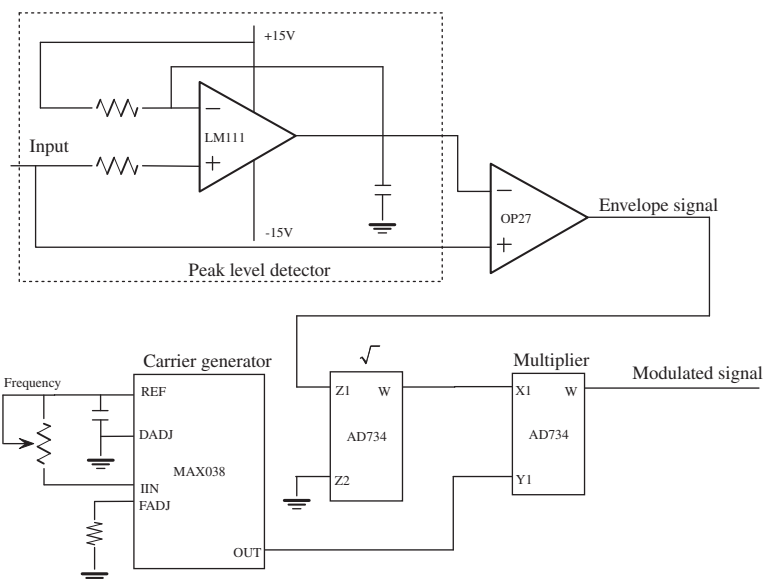 +15V
−
LM111
+
Input
-15V
Peak level detector
−
OP27
+
Envelope signal
Carrier generator
Frequency
REF
DADJ
MAX038
IIN
FADJ
OUT
√
Z1 W
AD734
Z2
Multiplier
X1 W
AD734
Y1
Modulated signal